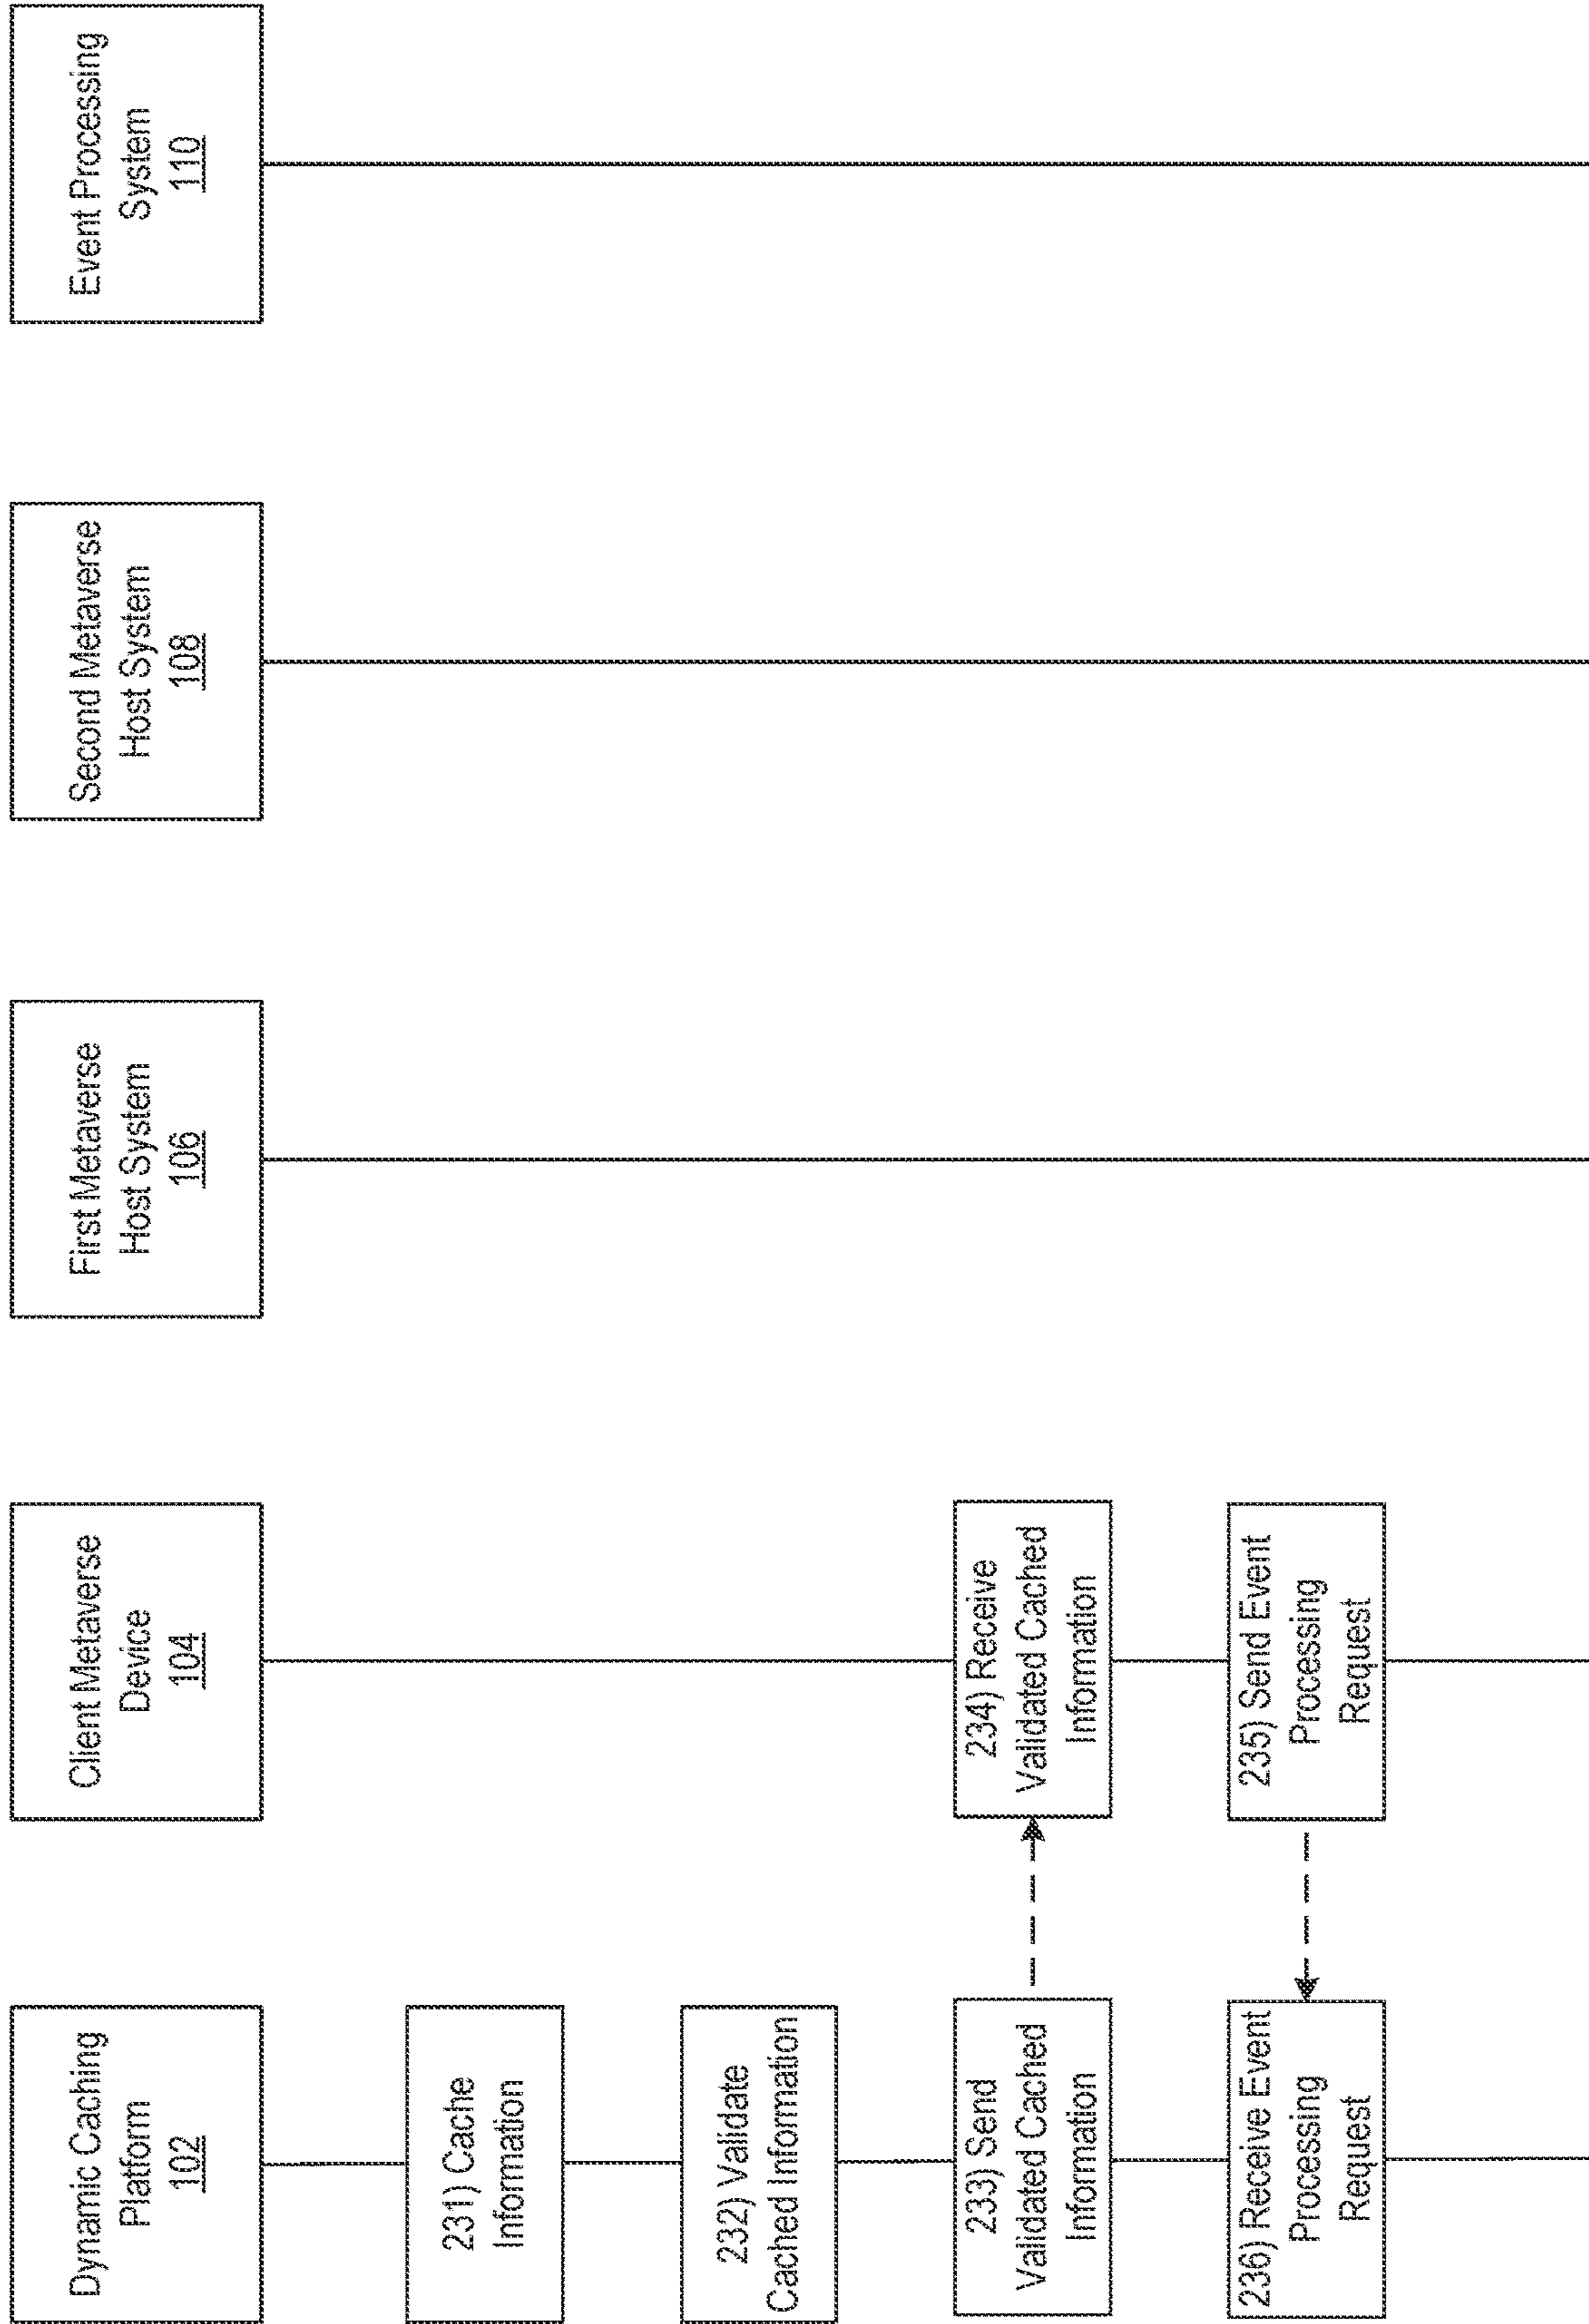 Dynamic Caching
Platform
102
Client Metaverse
Device
104
First Metaverse
Host System
106
Second Metaverse
Host System
108
Event Processing
System
110
231) Cache
Information
232) Validate
Cached Information
233) Send
Validated Cached
Information
234) Receive
Validated Cached
Information
235) Send Event
Processing
Request
236) Receive Event
Processing
Request